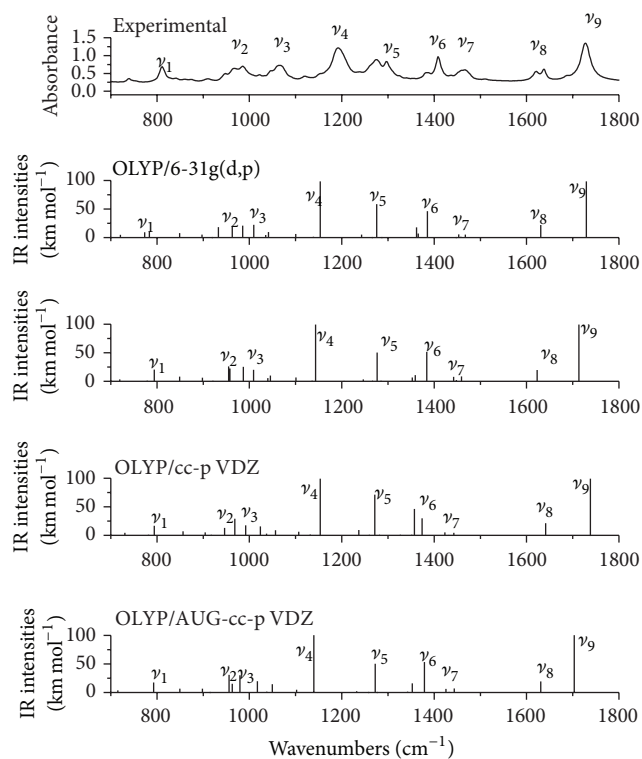 Experimental
Absorbance
1.5
1.0
0.5
0.0
ν1 ν2 ν3 ν4 ν5 ν6 ν7 ν8 ν9
800 1000 1200 1400 1600 1800
OLYP/6-31g(d,p)
IR intensities
(km mol−1)
100
50
0
ν1 ν2 ν3 ν4 ν5 ν6 ν7 ν8 ν9
800 1000 1200 1400 1600 1800
IR intensities
(km mol−1)
100
50
0
ν1 ν2 ν3 ν4 ν5 ν6 ν7 ν8 ν9
800 1000 1200 1400 1600 1800
OLYP/cc-p VDZ
IR intensities
(km mol−1)
100
50
0
ν1 ν2 ν3 ν4 ν5 ν6 ν7 ν8 ν9
800 1000 1200 1400 1600 1800
OLYP/AUG-cc-p VDZ
IR intensities
(km mol−1)
100
50
0
ν1 ν2 ν3 ν4 ν5 ν6 ν7 ν8 ν9
800 1000 1200 1400 1600 1800
Wavenumbers (cm−1)